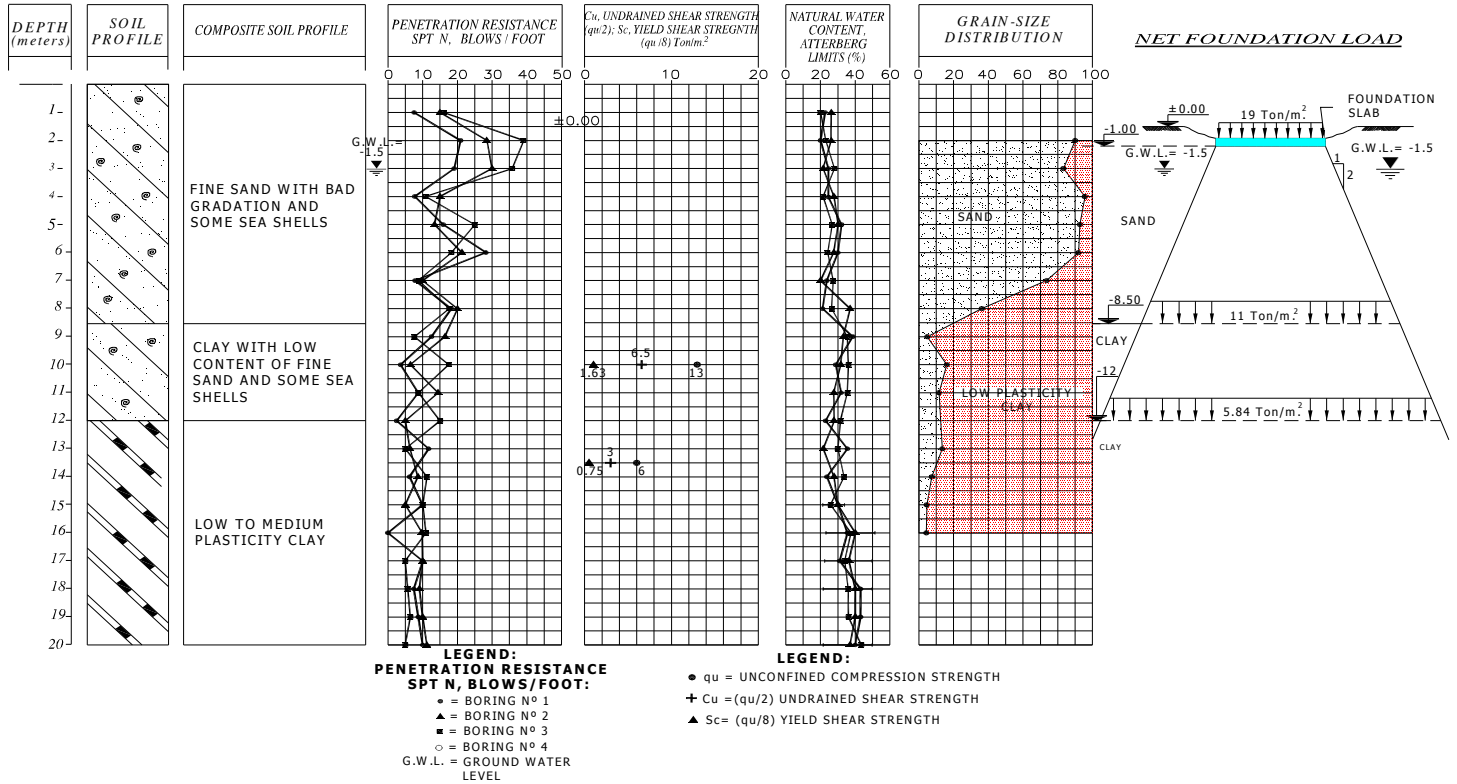 DEPTH
(meters)
SOIL
PROFILE
COMPOSITE SOIL PROFILE
PENETRATION RESISTANCE
SPT N, BLOWS / FOOT
Cu, UNDRAINED SHEAR STRENGTH
(qu/2); Sc, YIELD SHEAR STREGNTH
(qu /8) Ton/m.²
NATURAL WATER
CONTENT,
ATTERBERG
LIMITS (%)
GRAIN-SIZE
DISTRIBUTION
NET FOUNDATION LOAD
0 10 20 30 40 50
0 10 20
0 20 40 60
0 20 40 60 80 100
1
2
3
4
5
6
7
8
9
10
11
12
13
14
15
16
17
18
19
20
FINE SAND WITH BAD
GRADATION AND
SOME SEA SHELLS
CLAY WITH LOW
CONTENT OF FINE
SAND AND SOME SEA
SHELLS
LOW TO MEDIUM
PLASTICITY CLAY
G.W.L.=
-1.5
±0.00
6.5
1.63
13
3
0.75
6
SAND
LOW PLASTICITY
CLAY
±0.00
19 Ton/m.²
FOUNDATION
SLAB
-1.00
G.W.L.= -1.5
G.W.L.= -1.5
1
2
SAND
SAND
-8.50
11 Ton/m.²
CLAY
-12
5.84 Ton/m.²
CLAY
LEGEND:
PENETRATION RESISTANCE
SPT N, BLOWS/FOOT:
= BORING Nº 1
= BORING Nº 2
= BORING Nº 3
= BORING Nº 4
G.W.L. = GROUND WATER
LEVEL
LEGEND:
qu = UNCONFINED COMPRESSION STRENGTH
Cu =(qu/2) UNDRAINED SHEAR STRENGTH
Sc= (qu/8) YIELD SHEAR STRENGTH